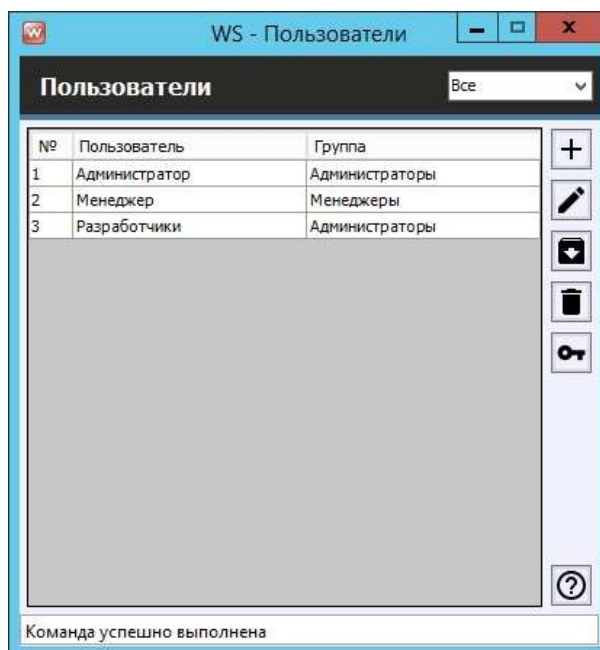 WS - Пользователи
Пользователи
Все
№ Пользователь Группа
1 Администратор Администраторы
2 Менеджер Менеджеры
3 Разработчики Администраторы
Команда успешно выполнена